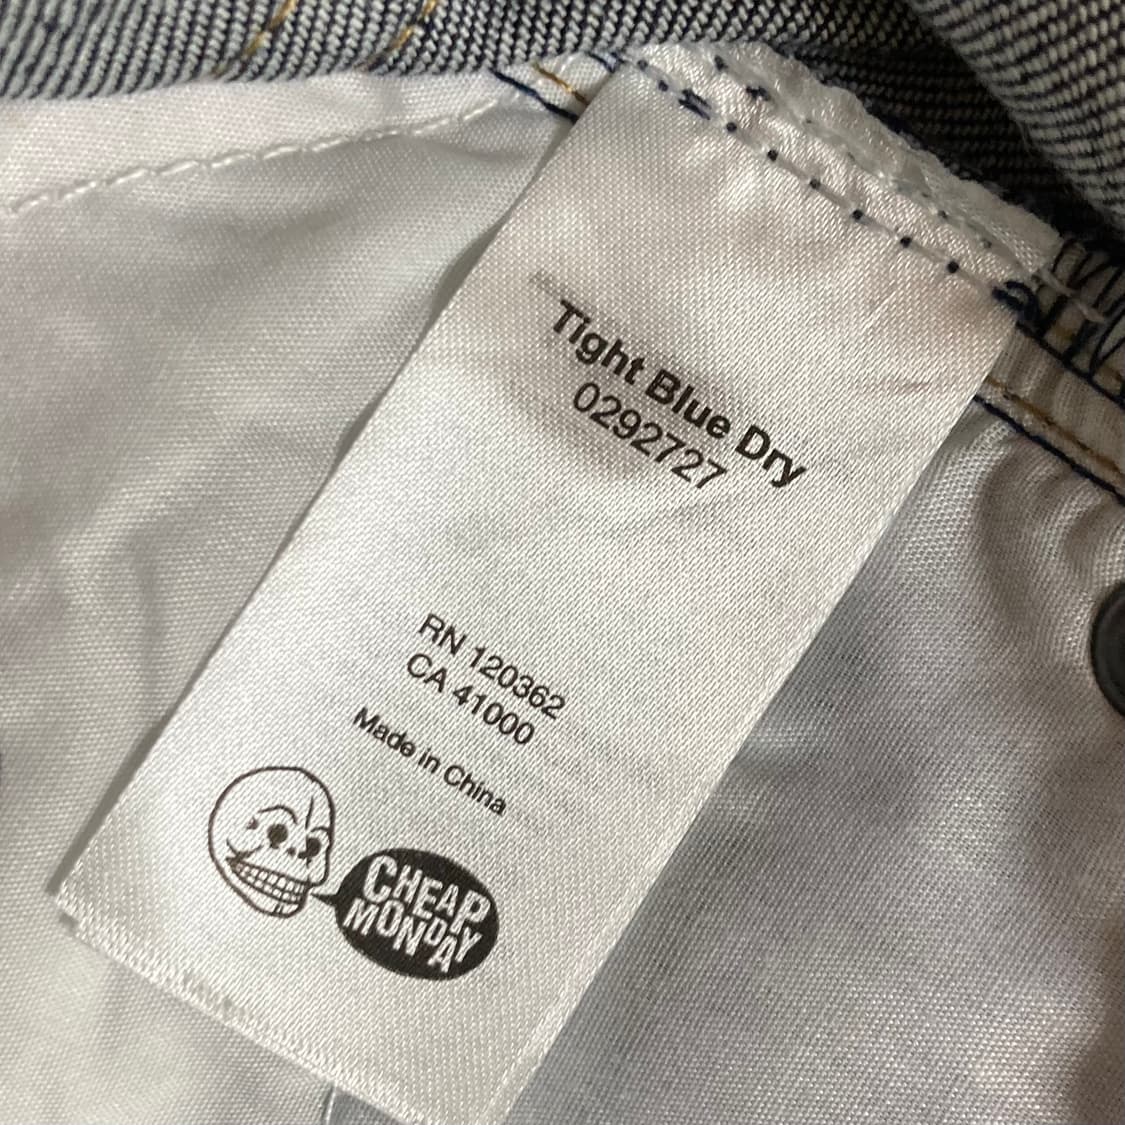 Tight Blue Dry
0292727
RN 120362
CA 41000
Made in China
CHEAP
MONDAY